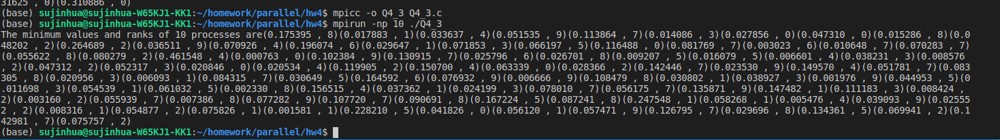 31625 , 0)(0.310886 , 0)
(base) sujinhua@sujinhua-W65KJ1-KK1:~/homework/parallel/hw4$ mpicc -o Q4_3 Q4_3.c
(base) sujinhua@sujinhua-W65KJ1-KK1:~/homework/parallel/hw4$ mpirun -np 10 ./Q4_3
The minimum values and ranks of 10 processes are(0.175395 , 8)(0.017883 , 1)(0.033637 , 4)(0.051535 , 9)(0.113864 , 7)(0.014086 , 3)(0.027856 , 0)(0.047310 , 0)(0.015286 , 8)(0.0
48202 , 2)(0.264689 , 2)(0.036511 , 9)(0.070926 , 4)(0.196074 , 6)(0.029647 , 1)(0.071853 , 3)(0.066197 , 5)(0.116488 , 0)(0.081769 , 7)(0.003023 , 6)(0.010648 , 7)(0.070283 , 7)
(0.055622 , 8)(0.080279 , 2)(0.461548 , 4)(0.000763 , 0)(0.102384 , 9)(0.130915 , 7)(0.025796 , 6)(0.026701 , 8)(0.009207 , 5)(0.016079 , 5)(0.006601 , 4)(0.038231 , 3)(0.008576
, 2)(0.047312 , 2)(0.052317 , 3)(0.020846 , 0)(0.020534 , 4)(0.119905 , 2)(0.150700 , 4)(0.063339 , 0)(0.028366 , 2)(0.142446 , 7)(0.023530 , 9)(0.149570 , 4)(0.051781 , 7)(0.083
305 , 8)(0.020956 , 3)(0.006093 , 1)(0.084315 , 7)(0.030649 , 5)(0.164592 , 6)(0.076932 , 9)(0.006666 , 9)(0.108479 , 8)(0.030802 , 1)(0.038927 , 3)(0.001976 , 9)(0.044953 , 5)(0
.011698 , 3)(0.054539 , 1)(0.061032 , 5)(0.002330 , 8)(0.156515 , 4)(0.037362 , 1)(0.024199 , 3)(0.078010 , 7)(0.056175 , 7)(0.135871 , 9)(0.147482 , 1)(0.111183 , 3)(0.008424 ,
2)(0.003160 , 2)(0.055939 , 7)(0.007386 , 8)(0.077282 , 9)(0.107720 , 7)(0.090691 , 8)(0.167224 , 5)(0.087241 , 8)(0.247548 , 1)(0.058268 , 1)(0.005476 , 4)(0.039093 , 9)(0.02555
2 , 2)(0.008316 , 1)(0.054877 , 2)(0.075826 , 1)(0.001581 , 1)(0.228210 , 5)(0.041826 , 0)(0.056120 , 1)(0.057471 , 9)(0.126795 , 7)(0.029696 , 8)(0.134361 , 5)(0.069941 , 2)(0.1
42981 , 7)(0.075757 , 2)
(base) sujinhua@sujinhua-W65KJ1-KK1:~/homework/parallel/hw4$